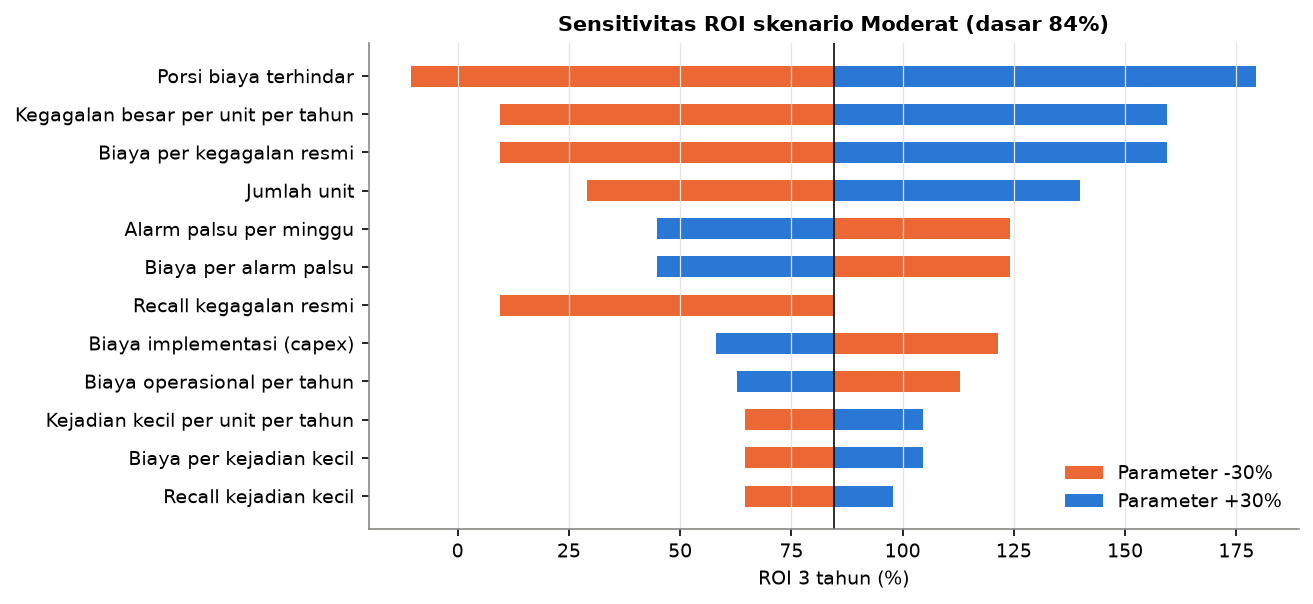 Sensitivitas ROI skenario Moderat (dasar 84%)
Porsi biaya terhindar
Kegagalan besar per unit per tahun
Biaya per kegagalan resmi
Jumlah unit
Alarm palsu per minggu
Biaya per alarm palsu
Recall kegagalan resmi
Biaya implementasi (capex)
Biaya operasional per tahun
Kejadian kecil per unit per tahun
Biaya per kejadian kecil
Recall kejadian kecil
Parameter -30%
Parameter +30%
0 25 50 75 100 125 150 175
ROI 3 tahun (%)